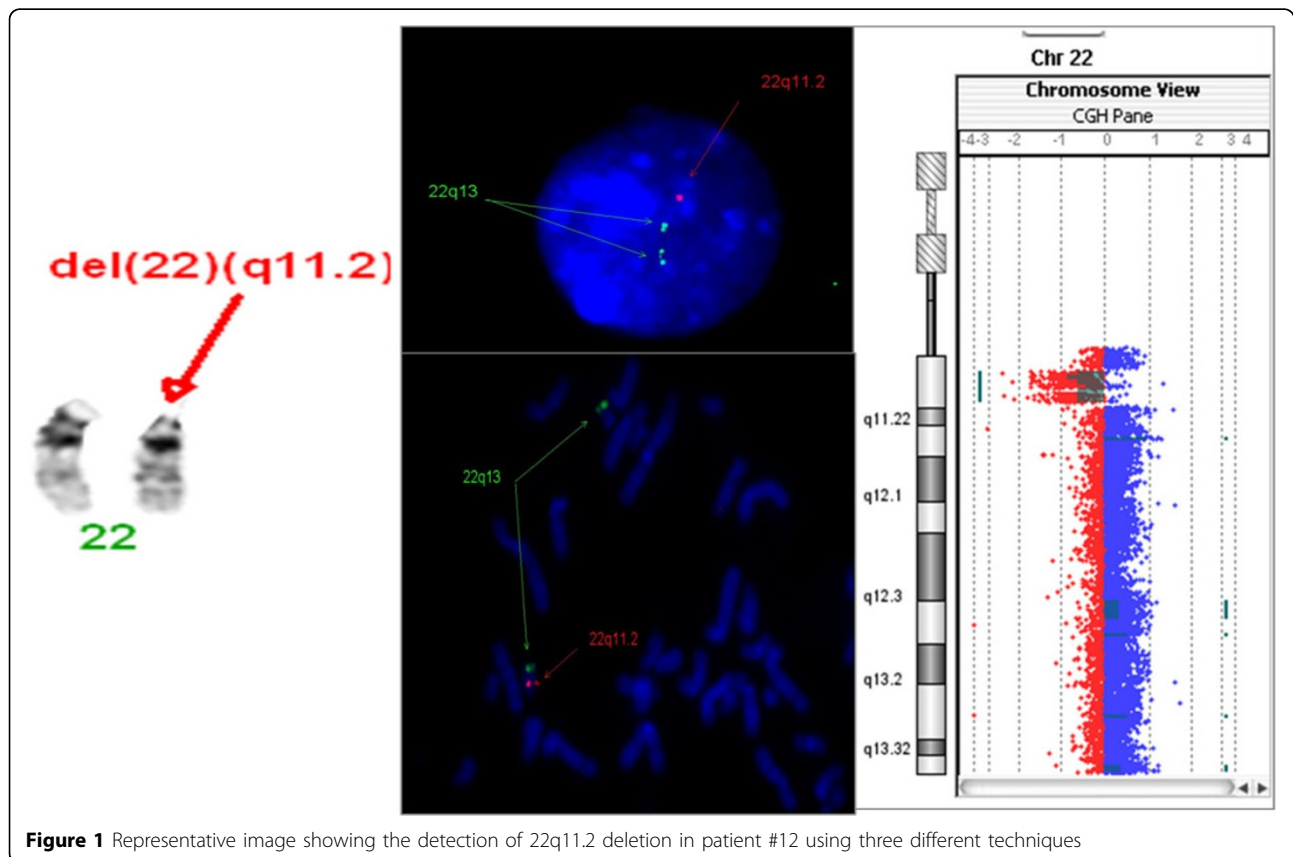 del(22)(q11.2)
22
22q11.2
22q13
22q13
22q11.2
Chr 22
Chromosome View
CGH Pane
-4 -3 -2 -1 0 1 2 3 4
q11.22
q12.1
q12.3
q13.2
q13.32
Figure 1 Representative image showing the detection of 22q11.2 deletion in patient #12 using three different techniques